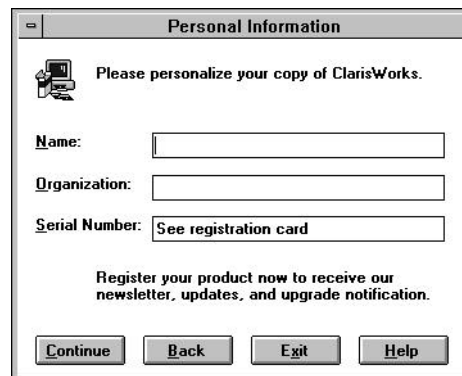 Personal Information
Please personalize your copy of ClarisWorks.
Name:
Organization:
Serial Number: See registration card
Register your product now to receive our
newsletter, updates, and upgrade notification.
Continue Back Exit Help